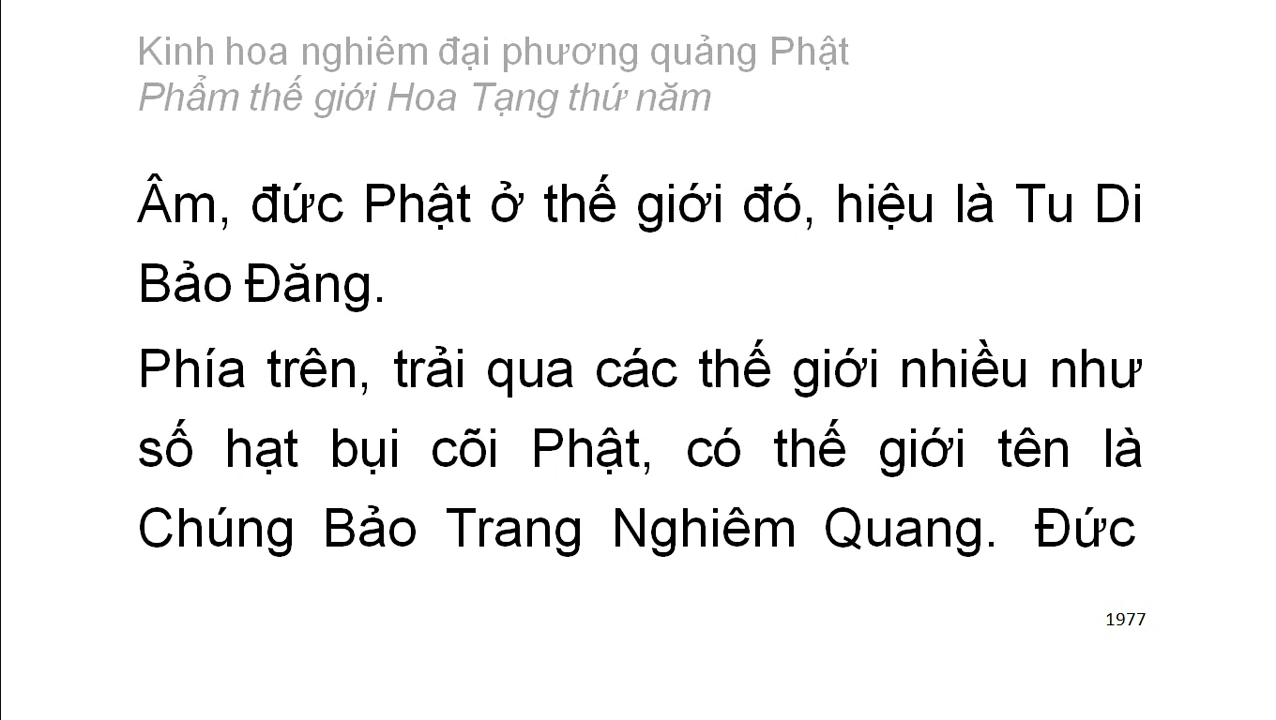 Kinh hoa nghiêm đại phương quảng Phật
Phẩm thế giới Hoa Tạng thứ năm
Âm, đức Phật ở thế giới đó, hiệu là Tu Di
Bảo Đăng.
Phía trên, trải qua các thế giới nhiều như
số hạt bụi cõi Phật, có thế giới tên là
Chúng Bảo Trang Nghiêm Quang. Đức
1977